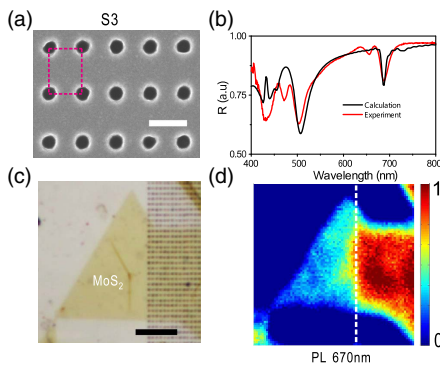 (a)
S3
(b)
R (a.u)
1.00
0.75
0.50
Calculation
Experiment
400
500
600
700
800
Wavelength (nm)
(c)
MoS2
(d)
1
0
PL 670nm